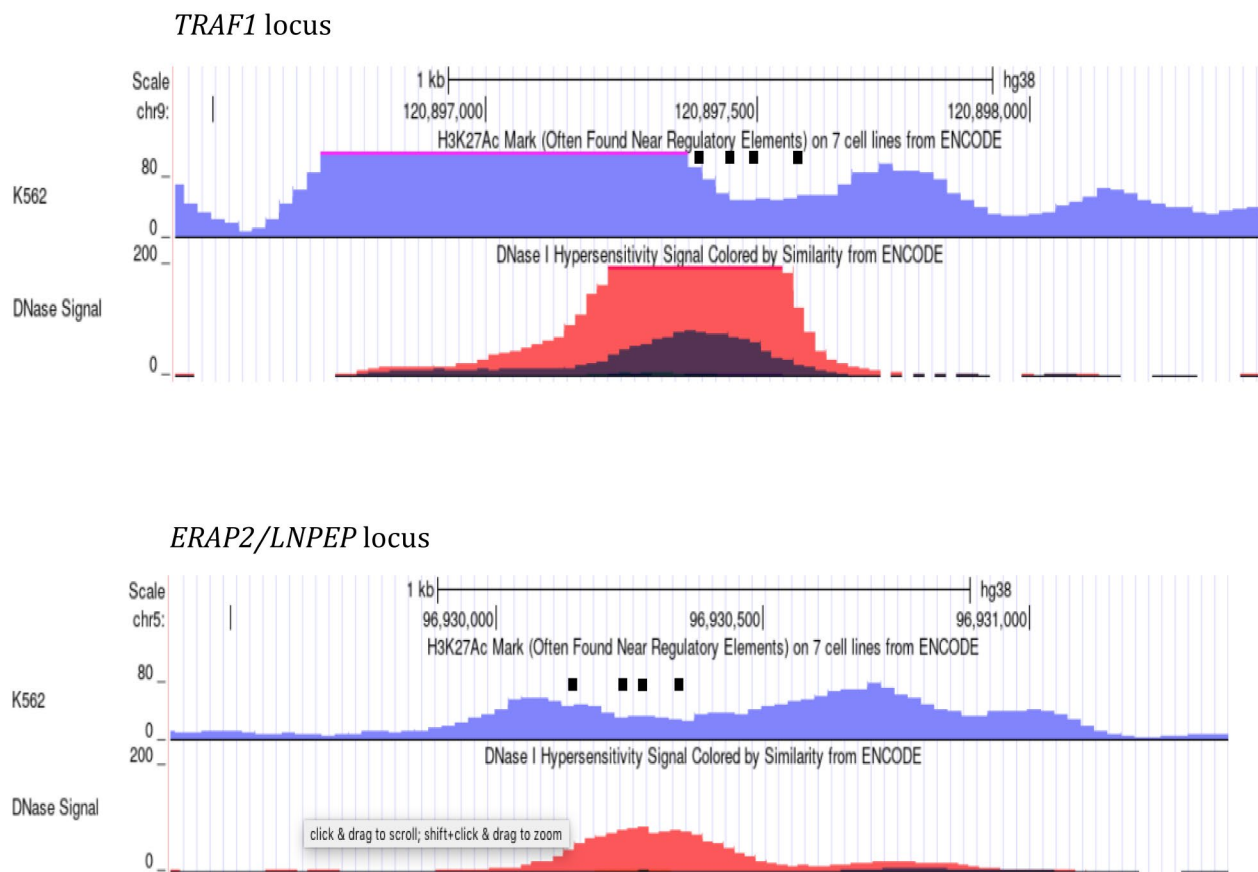 TRAF1 locus
Scale 1 kb hg38
chr9: 120,897,000 120,897,500 120,898,000
H3K27Ac Mark (Often Found Near Regulatory Elements) on 7 cell lines from ENCODE
80
K562
0
DNase I Hypersensitivity Signal Colored by Similarity from ENCODE
200
DNase Signal
0
ERAP2/LNPEP locus
Scale 1 kb hg38
chr5: 96,930,000 96,930,500 96,931,000
H3K27Ac Mark (Often Found Near Regulatory Elements) on 7 cell lines from ENCODE
80
K562
0
DNase I Hypersensitivity Signal Colored by Similarity from ENCODE
200
DNase Signal
click & drag to scroll; shift+click & drag to zoom
0